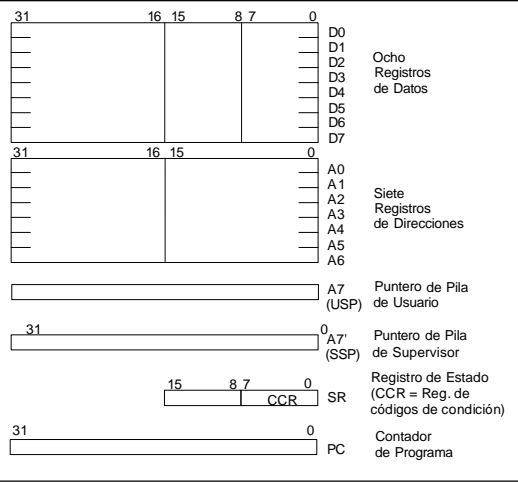 31 16 15 8 7 0
D0
D1
D2
D3
D4
D5
D6
D7
Ocho
Registros
de Datos
31 16 15 0
A0
A1
A2
A3
A4
A5
A6
Siete
Registros
de Direcciones
A7
(USP)
Puntero de Pila
de Usuario
31 0
A7'
(SSP)
Puntero de Pila
de Supervisor
15 8 7 0
CCR
SR
Registro de Estado
(CCR = Reg. de
códigos de condición)
31 0
PC
Contador
de Programa